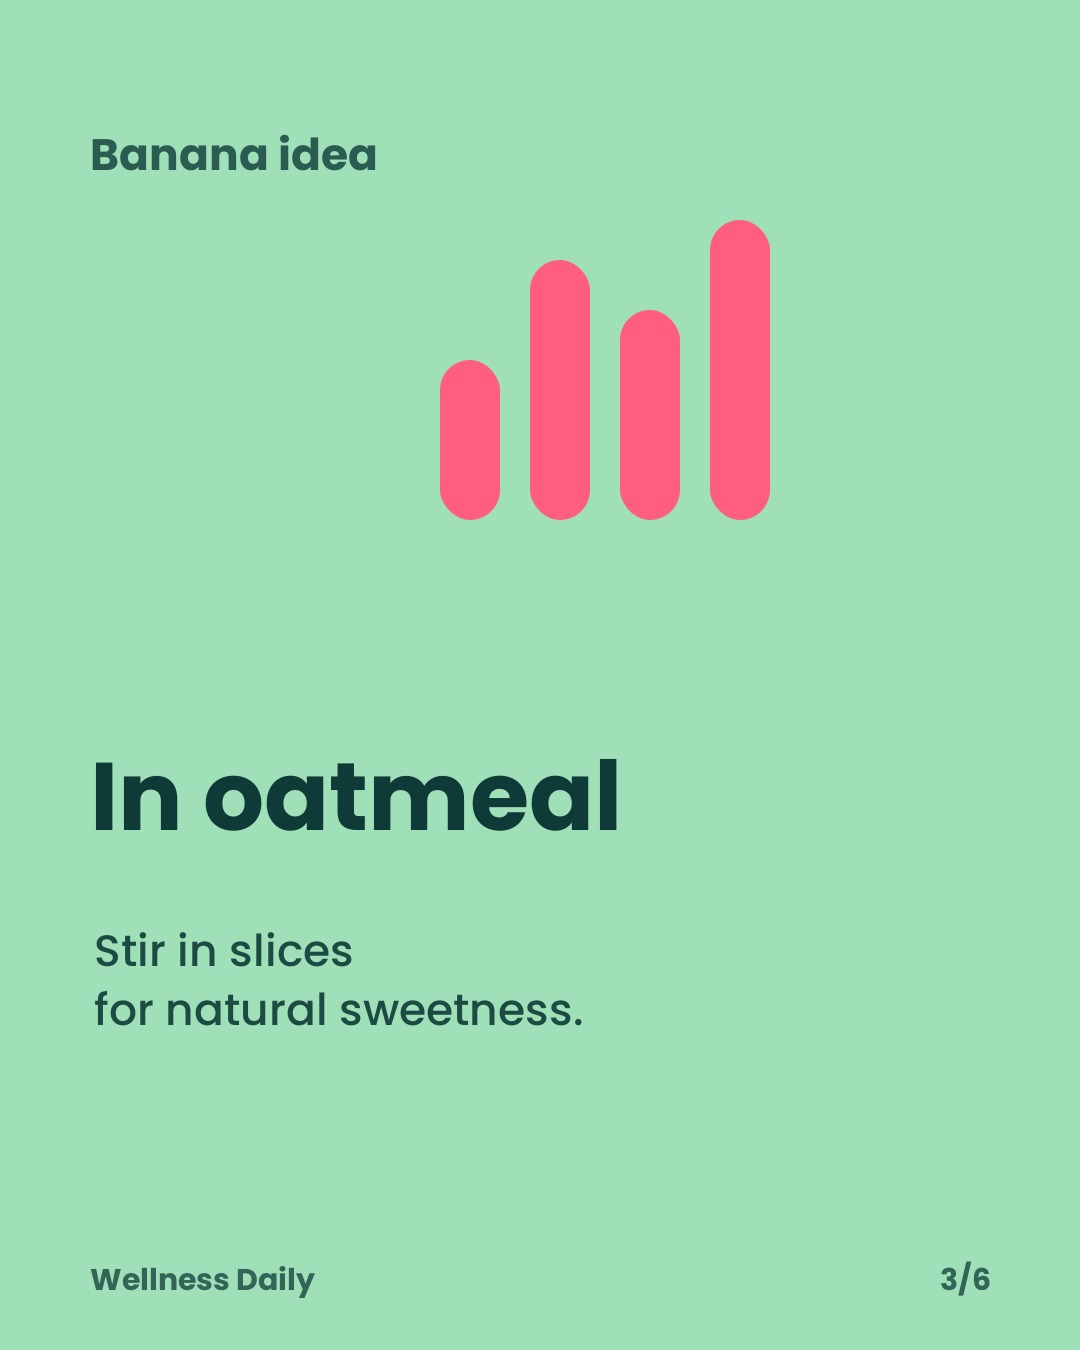 Banana idea
In oatmeal
Stir in slices
for natural sweetness.
Wellness Daily
3/6